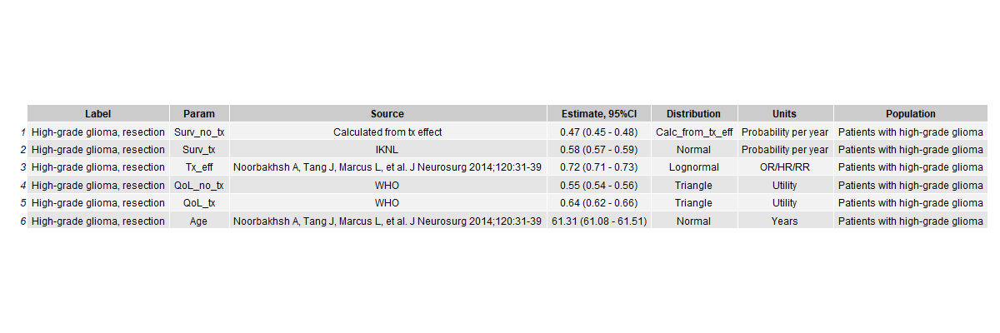 Label Param Source Estimate, 95%CI Distribution Units Population
1 High-grade glioma, resection Surv_no_tx Calculated from tx effect 0.47 (0.45 - 0.48) Calc_from_tx_eff Probability per year Patients with high-grade glioma
2 High-grade glioma, resection Surv_tx IKNL 0.58 (0.57 - 0.59) Normal Probability per year Patients with high-grade glioma
3 High-grade glioma, resection Tx_eff Noorbakhsh A, Tang J, Marcus L, et al. J Neurosurg 2014;120:31-39 0.72 (0.71 - 0.73) Lognormal OR/HR/RR Patients with high-grade glioma
4 High-grade glioma, resection QoL_no_tx WHO 0.55 (0.54 - 0.56) Triangle Utility Patients with high-grade glioma
5 High-grade glioma, resection QoL_tx WHO 0.64 (0.62 - 0.66) Triangle Utility Patients with high-grade glioma
6 High-grade glioma, resection Age Noorbakhsh A, Tang J, Marcus L, et al. J Neurosurg 2014;120:31-39 61.31 (61.08 - 61.51) Normal Years Patients with high-grade glioma